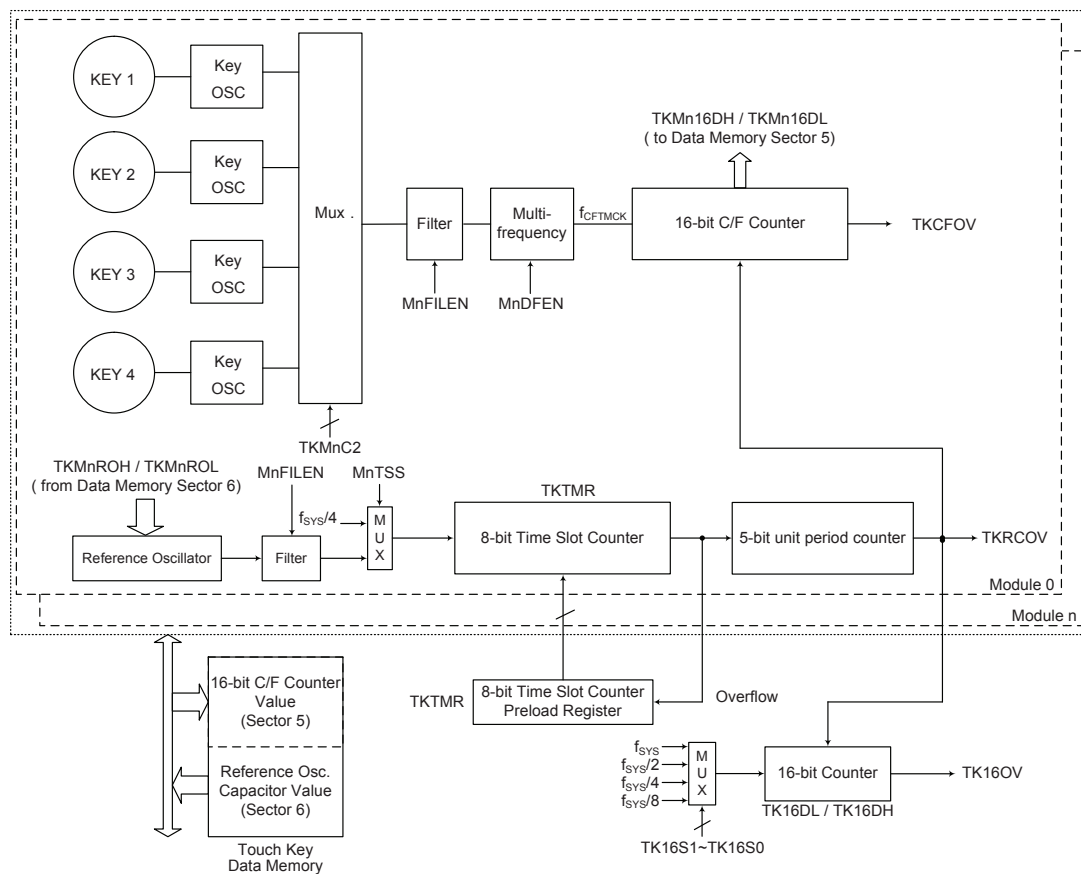 KEY 1
Key
OSC
KEY 2
Key
OSC
KEY 3
Key
OSC
KEY 4
Key
OSC
Mux .
TKMnC2
Filter
MnFILEN
Multi-
frequency
MnDFEN
fCFTMCK
TKMn16DH / TKMn16DL
( to Data Memory Sector 5)
16-bit C/F Counter
TKCFOV
TKMnROH / TKMnROL
( from Data Memory Sector 6)
Reference Oscillator
MnFILEN
Filter
fSYS/4
MnTSS
M
U
X
TKTMR
8-bit Time Slot Counter
5-bit unit period counter
TKRCOV
Module 0
Module n
16-bit C/F Counter
Value
(Sector 5)
Reference Osc.
Capacitor Value
(Sector 6)
Touch Key
Data Memory
TKTMR
8-bit Time Slot Counter
Preload Register
Overflow
fSYS
fSYS/2
fSYS/4
fSYS/8
M
U
X
TK16S1~TK16S0
16-bit Counter
TK16DL / TK16DH
TK16OV